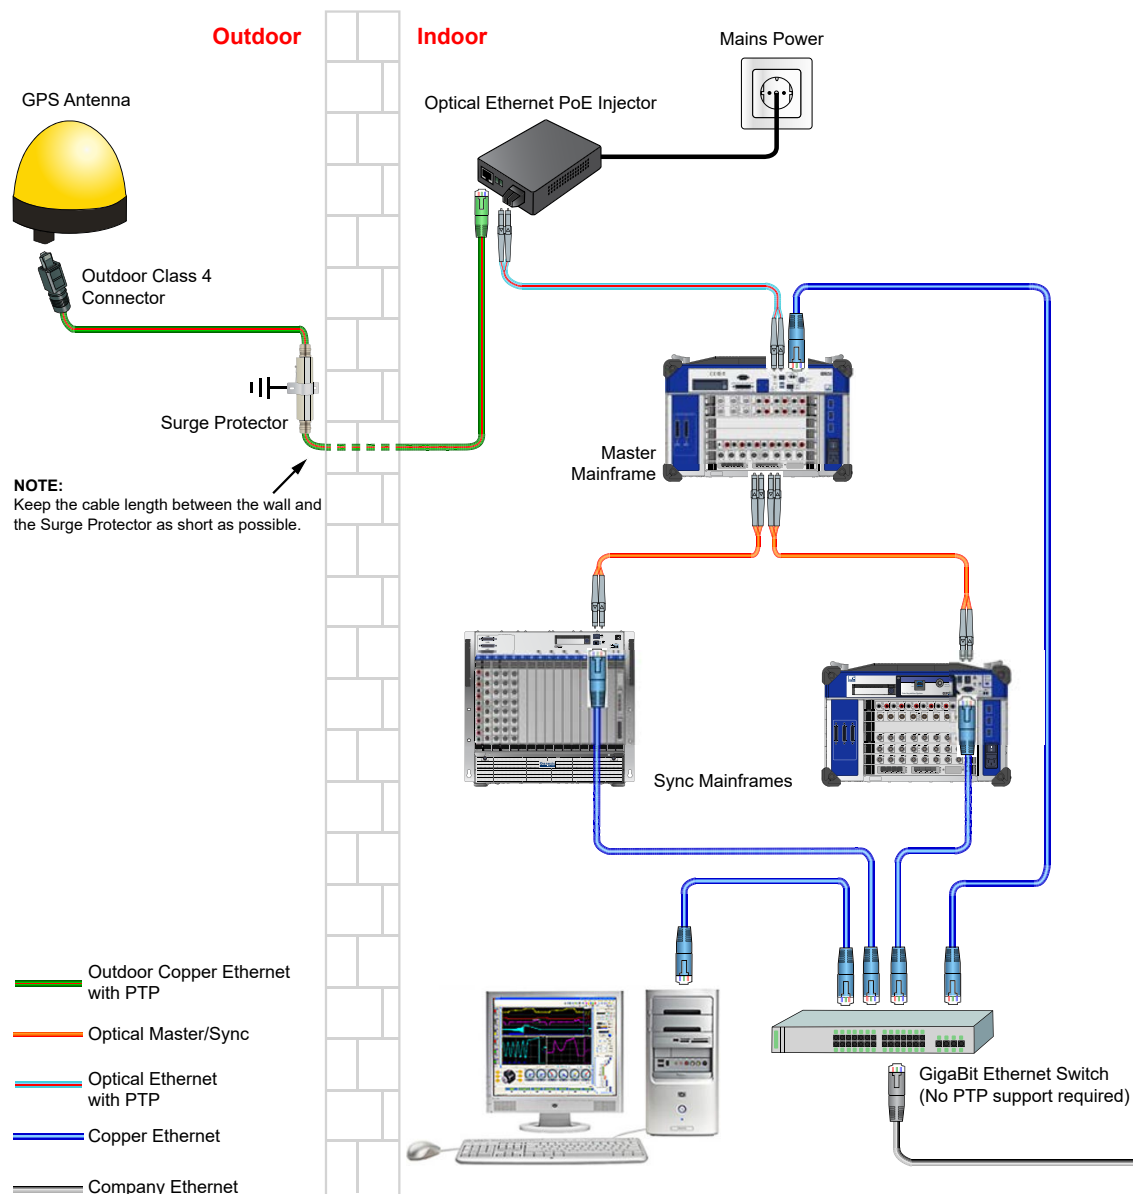 Outdoor
Indoor
Mains Power
GPS Antenna
Optical Ethernet PoE Injector
Outdoor Class 4
Connector
Surge Protector
Master
Mainframe
NOTE:
Keep the cable length between the wall and
the Surge Protector as short as possible.
Sync Mainframes
Outdoor Copper Ethernet
with PTP
Optical Master/Sync
Optical Ethernet
with PTP
Copper Ethernet
Company Ethernet
GigaBit Ethernet Switch
(No PTP support required)